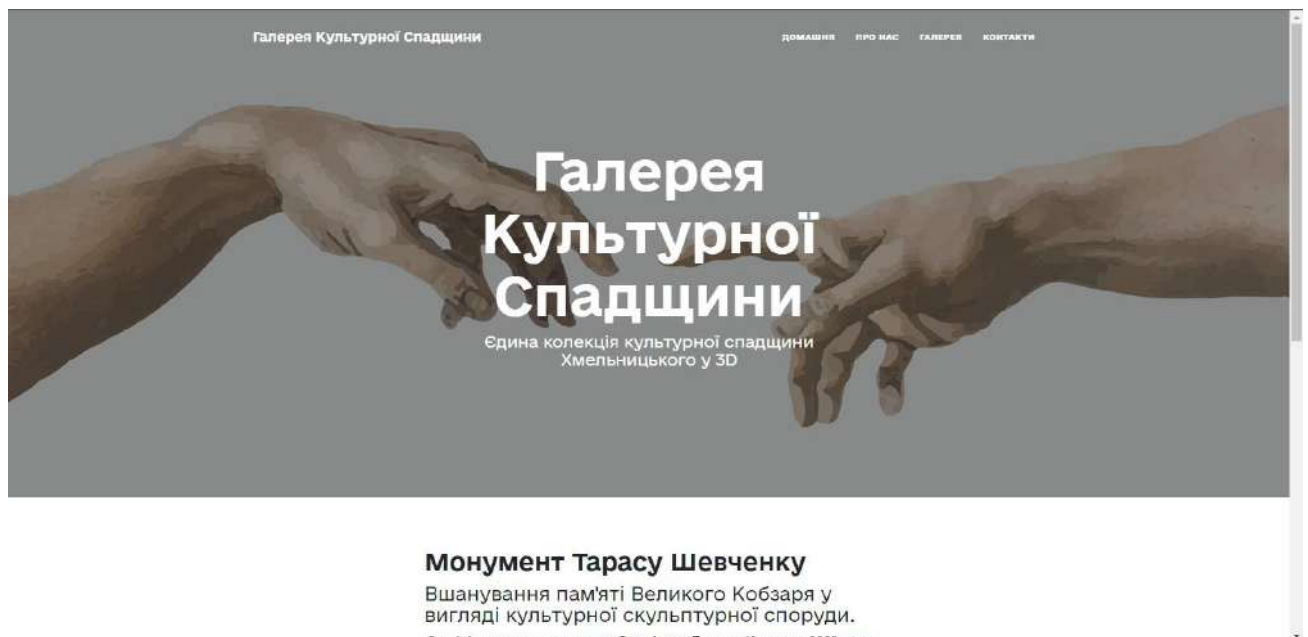 Галерея Культурної Спадщини
ДОМАШНЯ ПРО НАС ГАЛЕРЕЯ КОНТАКТИ
Галерея
Культурної
Спадщини
Єдина колекція культурної спадщини
Хмельницького у 3D
Монумент Тарасу Шевченку
Вшанування пам'яті Великого Кобзаря у
вигляді культурної скульптурної споруди.